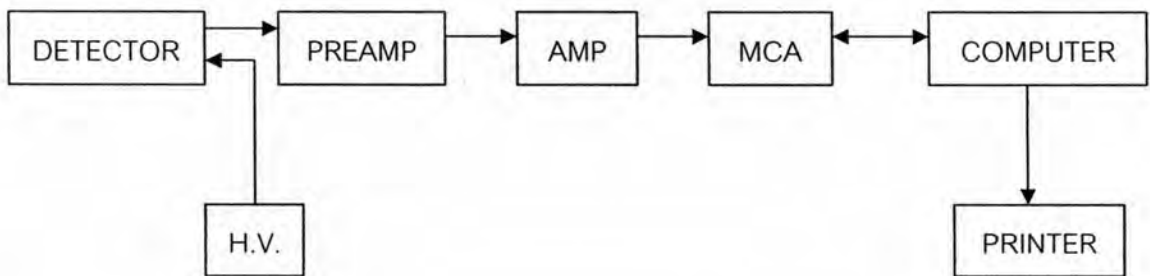 DETECTOR
PREAMP
AMP
MCA
COMPUTER
H.V.
PRINTER